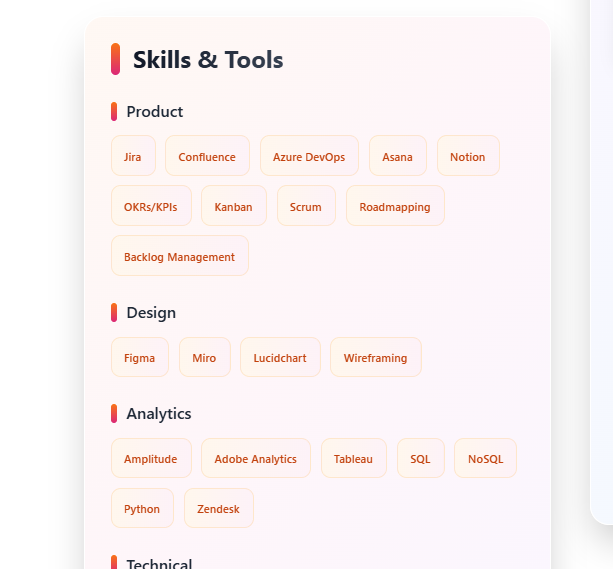 Skills & Tools
Product
Jira Confluence Azure DevOps Asana Notion
OKRs/KPIs Kanban Scrum Roadmapping
Backlog Management
Design
Figma Miro Lucidchart Wireframing
Analytics
Amplitude Adobe Analytics Tableau SQL NoSQL
Python Zendesk
Technical